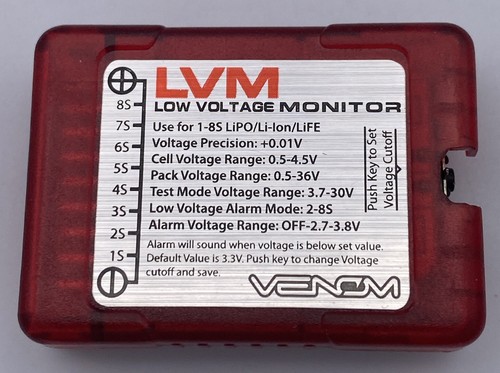 LVM
LOW VOLTAGE MONITOR
8S
7S
6S
5S
4S
3S
2S
1S
Use for 1-8S LiPO/Li-Ion/LiFE
Voltage Precision: +0.01V
Cell Voltage Range: 0.5-4.5V
Pack Voltage Range: 0.5-36V
Test Mode Voltage Range: 3.7-30V
Low Voltage Alarm Mode: 2-8S
Alarm Voltage Range: OFF-2.7-3.8V
Alarm will sound when voltage is below set value.
Default Value is 3.3V. Push key to change Voltage
cutoff and save.
Push Key to Set
Voltage Cutoff
VENOM